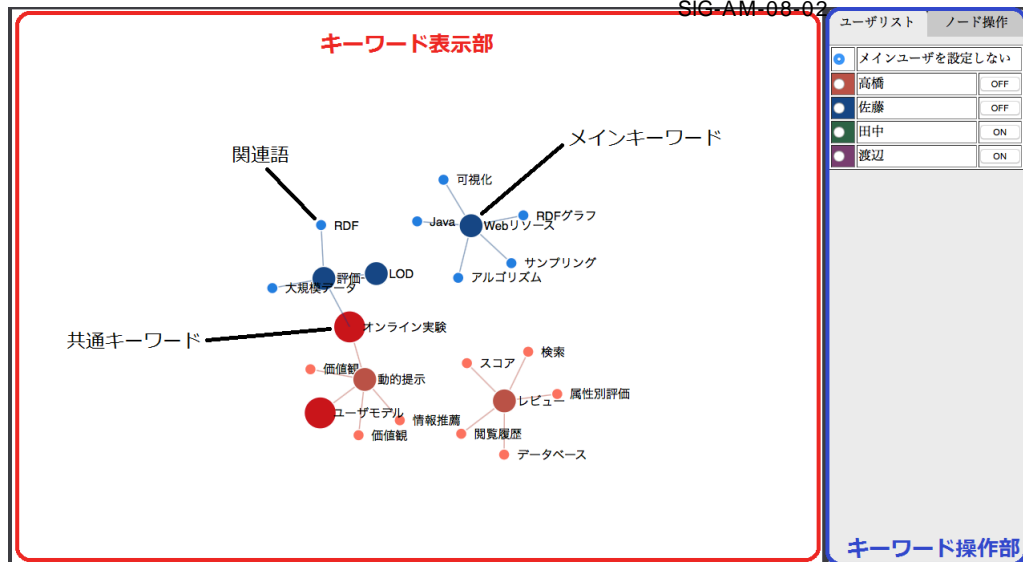 SIG-AM-08-02
キーワード表示部
ユーザリスト
ノード操作
メインユーザを設定しない
高橋
OFF
佐藤
OFF
田中
ON
渡辺
ON
メインキーワード
関連語
可視化
RDF
Java
Webリソース
RDFグラフ
サンプリング
アルゴリズム
評価
LOD
大規模データ
オンライン実験
共通キーワード
価値観
動的提示
ユーザモデル
情報推薦
価値観
スコア
検索
属性別評価
レビュー
閲覧履歴
データベース
キーワード操作部